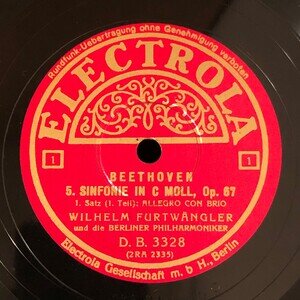 Rundfunk-Uebertragung ohne Genehmigung verboten
ELECTROLA
1 1
BEETHOVEN
5. SINFONIE IN C MOLL, Op. 67
1. Satz (1. Teil): ALLEGRO CON BRIO
WILHELM FURTWÄNGLER
und die BERLINER PHILHARMONIKER
D. B. 3328
(2RA 2335)
Electrola Gesellschaft m. b H., Berlin